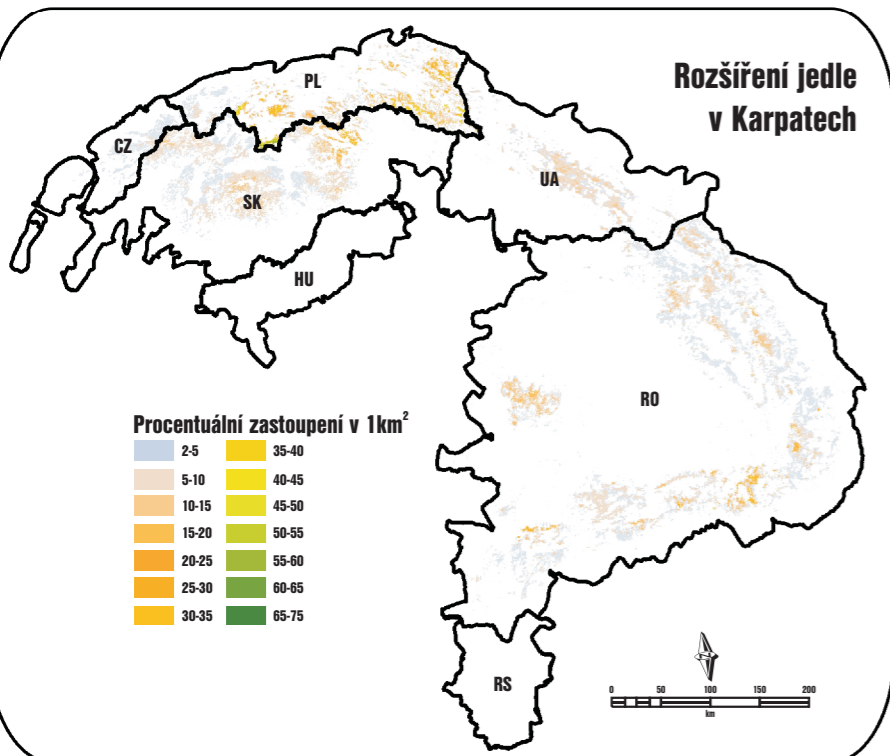 Rozšíření jedle
v Karpatech
PL
CZ
SK
UA
HU
RO
RS
Procentuální zastoupení v 1km²
2-5
5-10
10-15
15-20
20-25
25-30
30-35
35-40
40-45
45-50
50-55
55-60
60-65
65-75
0 50 100 150 200
km